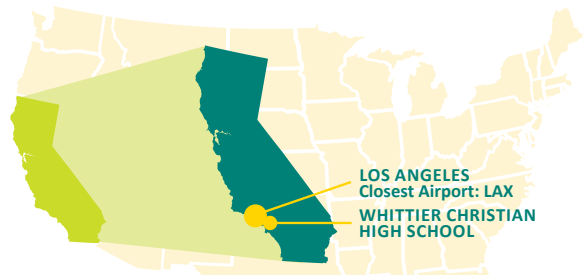 LOS ANGELES
Closest Airport: LAX
WHITTIER CHRISTIAN
HIGH SCHOOL